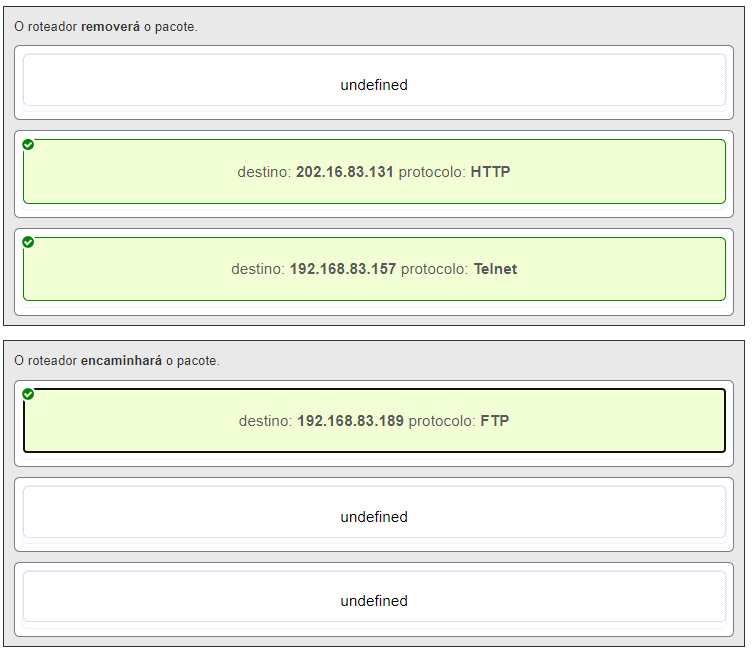 O roteador removerá o pacote.
undefined
destino: 202.16.83.131 protocolo: HTTP
destino: 192.168.83.157 protocolo: Telnet
O roteador encaminhará o pacote.
destino: 192.168.83.189 protocolo: FTP
undefined
undefined